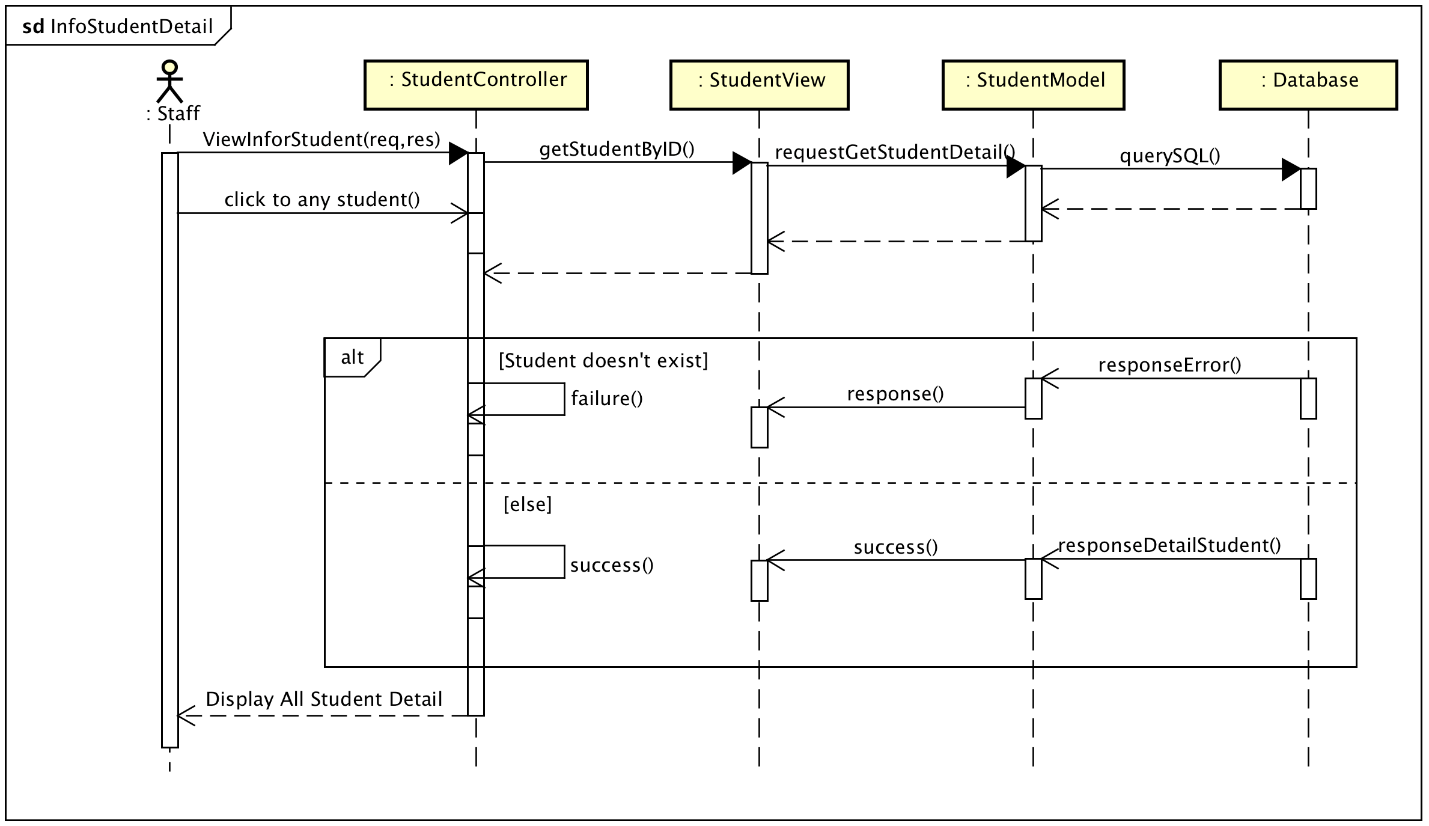 sd InfoStudentDetail
: Staff
: StudentController
: StudentView
: StudentModel
: Database
ViewInforStudent(req,res)
getStudentByID()
requestGetStudentDetail()
querySQL()
click to any student()
alt
[Student doesn't exist]
responseError()
failure()
response()
[else]
success()
success()
responseDetailStudent()
Display All Student Detail